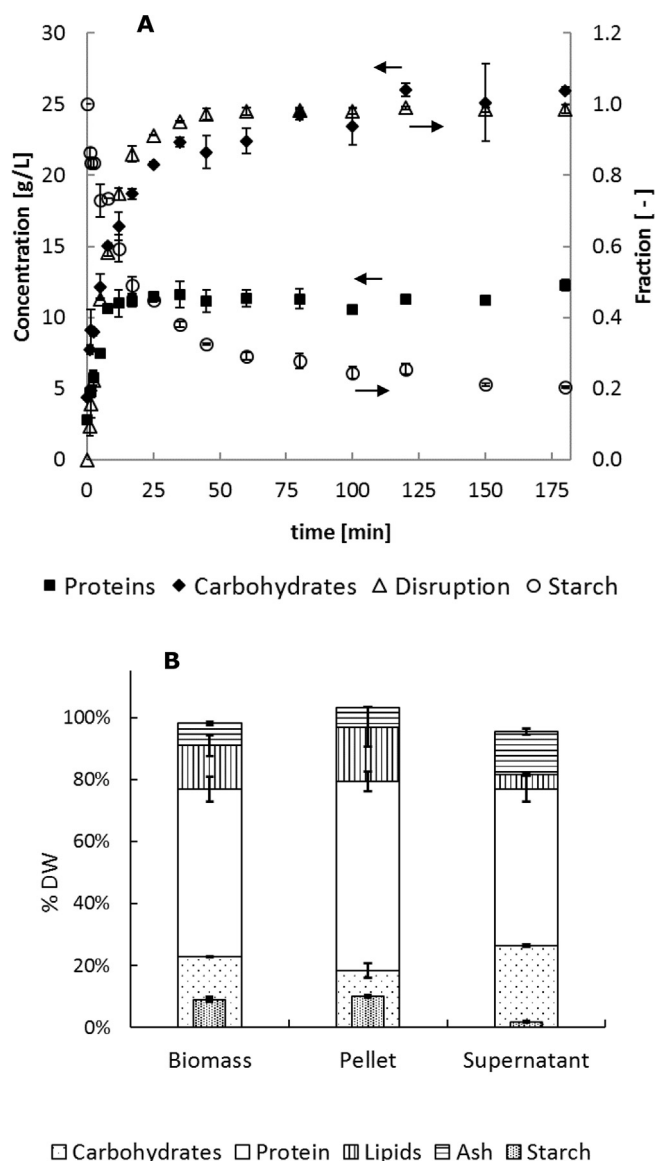 A
30
25
20
15
10
5
0
Concentration [g/L]
1.2
1.0
0.8
0.6
0.4
0.2
0.0
Fraction [ - ]
0 25 50 75 100 125 150 175
time [min]
Proteins Carbohydrates Disruption Starch
B
100%
80%
60%
40%
20%
0%
% DW
Biomass Pellet Supernatant
Carbohydrates Protein Lipids Ash Starch